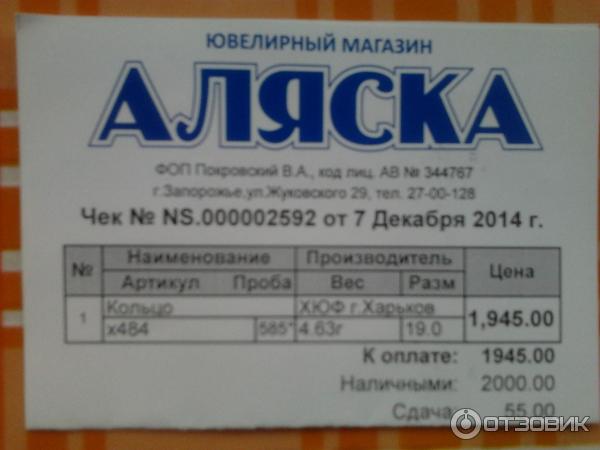 ЮВЕЛИРНЫЙ МАГАЗИН
АЛЯСКА
ФОП Покровский В.А., код лиц. АВ № 344767
г.Запорожье,ул.Жуковского 29, тел. 27-00-128
Чек № NS.000002592 от 7 Декабря 2014 г.
№ Наименование Производитель Цена
Артикул Проба Вес Разм
1 Кольцо ХЮФ г.Харьков 1,945.00
x484 585* 4.63г 19.0
К оплате: 1945.00
Наличными: 2000.00
Сдача: 55.00
ОТЗОВИК